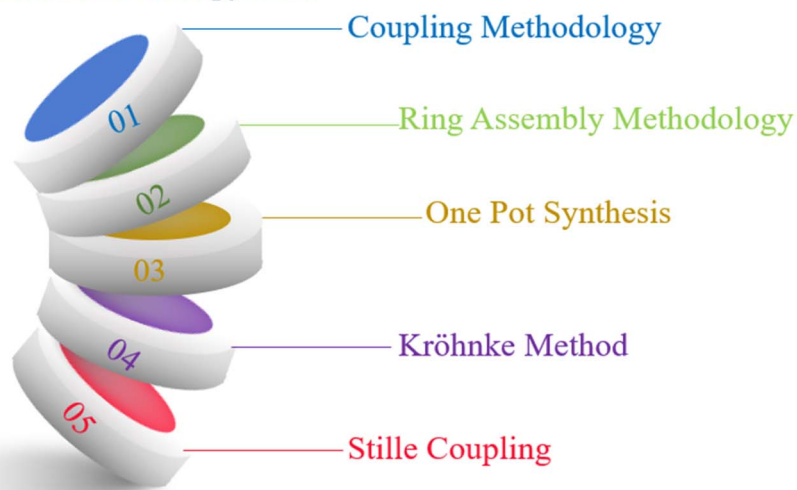 01 Coupling Methodology
02 Ring Assembly Methodology
03 One Pot Synthesis
04 Kröhnke Method
05 Stille Coupling